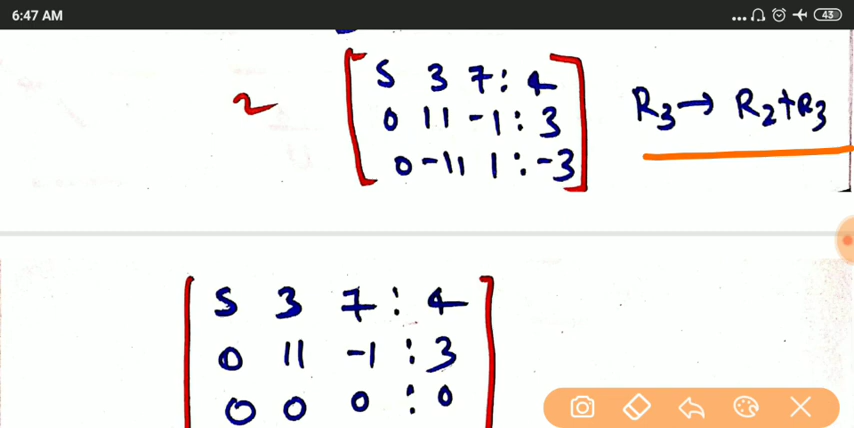 6:47 AM
43
~ [ 5 3 7 : 4 ]
[ 0 11 -1 : 3 ] R₃ → R₂+R₃
[ 0 -11 1 : -3 ]
[ 5 3 7 : 4 ]
[ 0 11 -1 : 3 ]
[ 0 0 0 : 0 ]